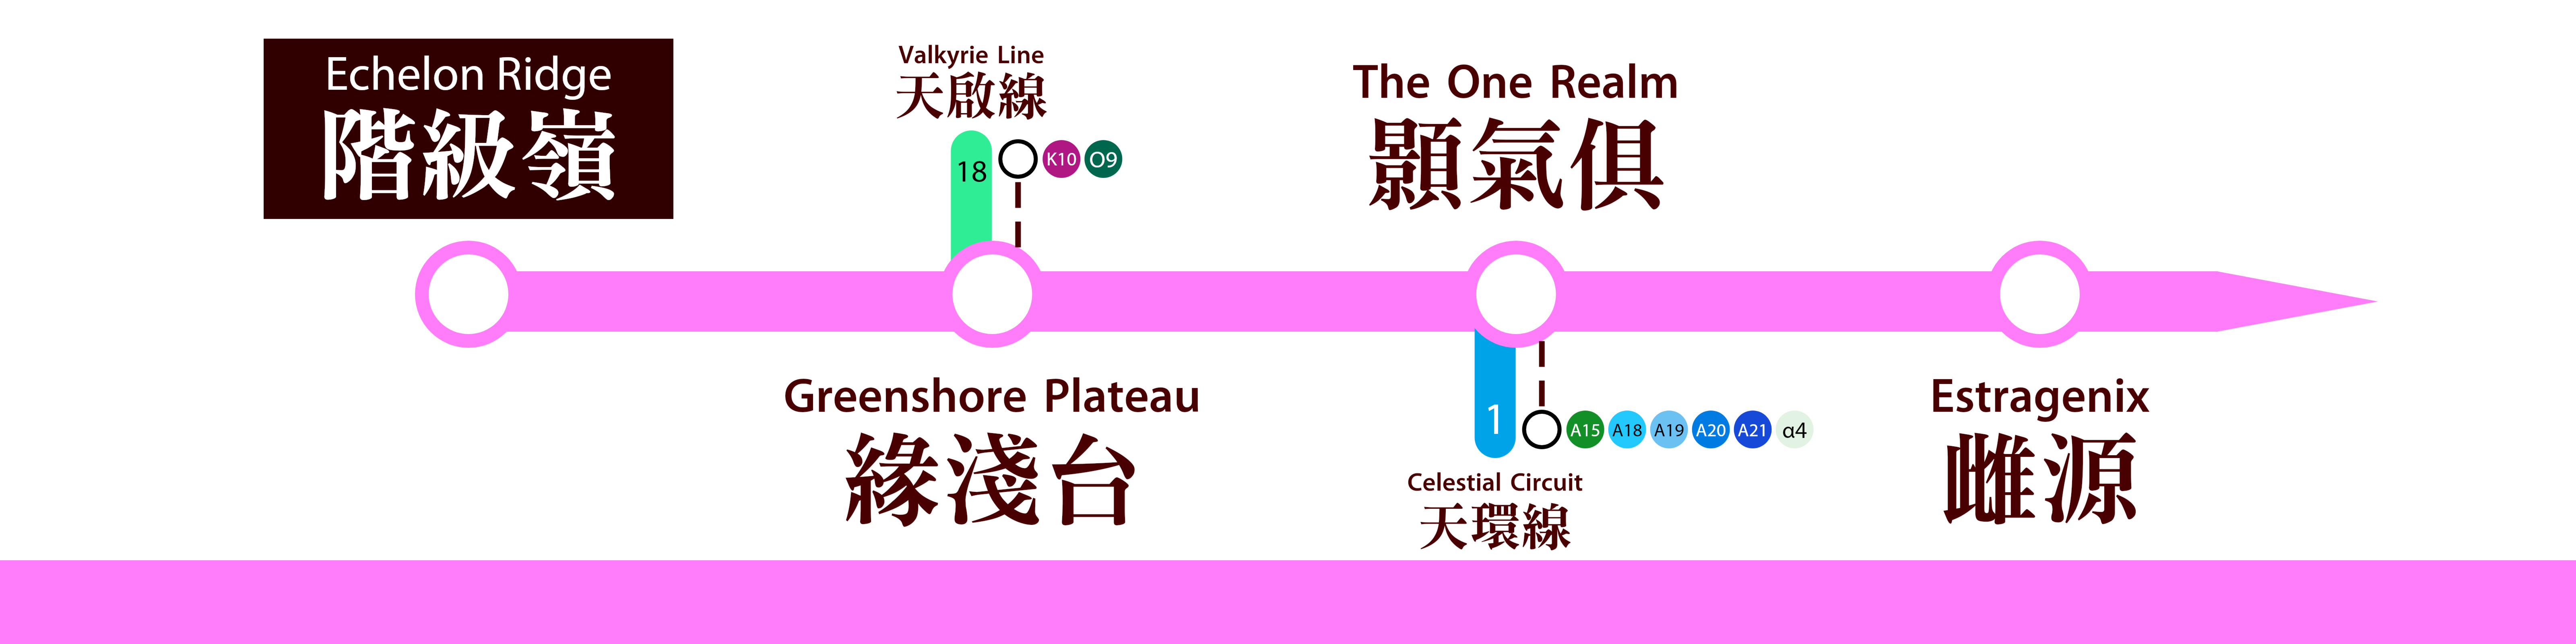 Echelon Ridge
階級嶺
Valkyrie Line
天啟線
18
K10
O9
Greenshore Plateau
緣淺台
The One Realm
顥氣俱
1
A15
A18
A19
A20
A21
α4
Celestial Circuit
天環線
Estragenix
雌源